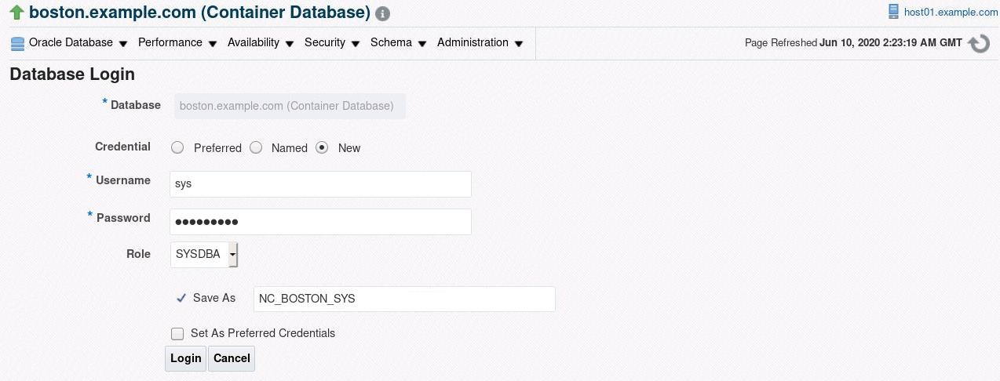 boston.example.com (Container Database)
host01.example.com
Oracle Database Performance Availability Security Schema Administration
Page Refreshed Jun 10, 2020 2:23:19 AM GMT
Database Login
* Database boston.example.com (Container Database)
Credential Preferred Named New
* Username sys
* Password •••••••••
Role SYSDBA
Save As NC_BOSTON_SYS
Set As Preferred Credentials
Login Cancel